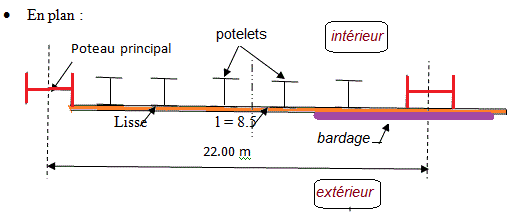 • En plan :
potelets
intérieur
Poteau principal
Lisse
l = 8.5
bardage
22.00 m
extérieur